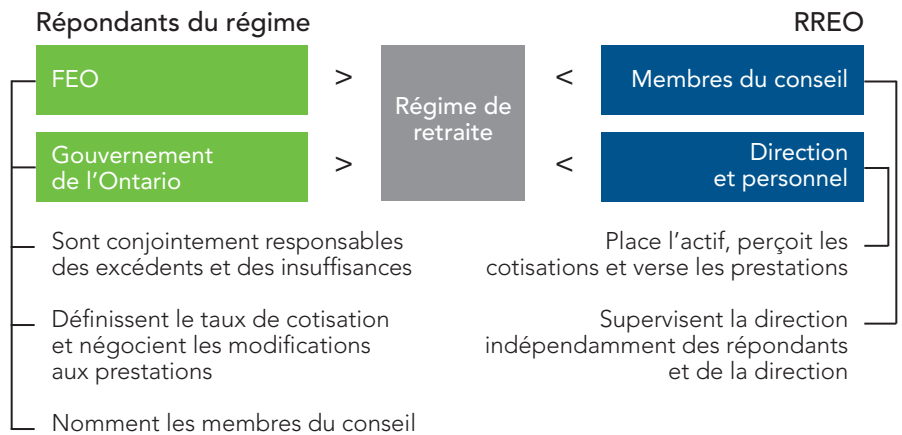 Répondants du régime
FEO
>
Gouvernement
de l'Ontario
>
Régime de
retraite
RREO
<
Membres du conseil
<
Direction
et personnel
Sont conjointement responsables
des excédents et des insuffisances
Définissent le taux de cotisation
et négocient les modifications
aux prestations
Nomment les membres du conseil
Place l'actif, perçoit les
cotisations et verse les prestations
Supervisent la direction
indépendamment des répondants
et de la direction